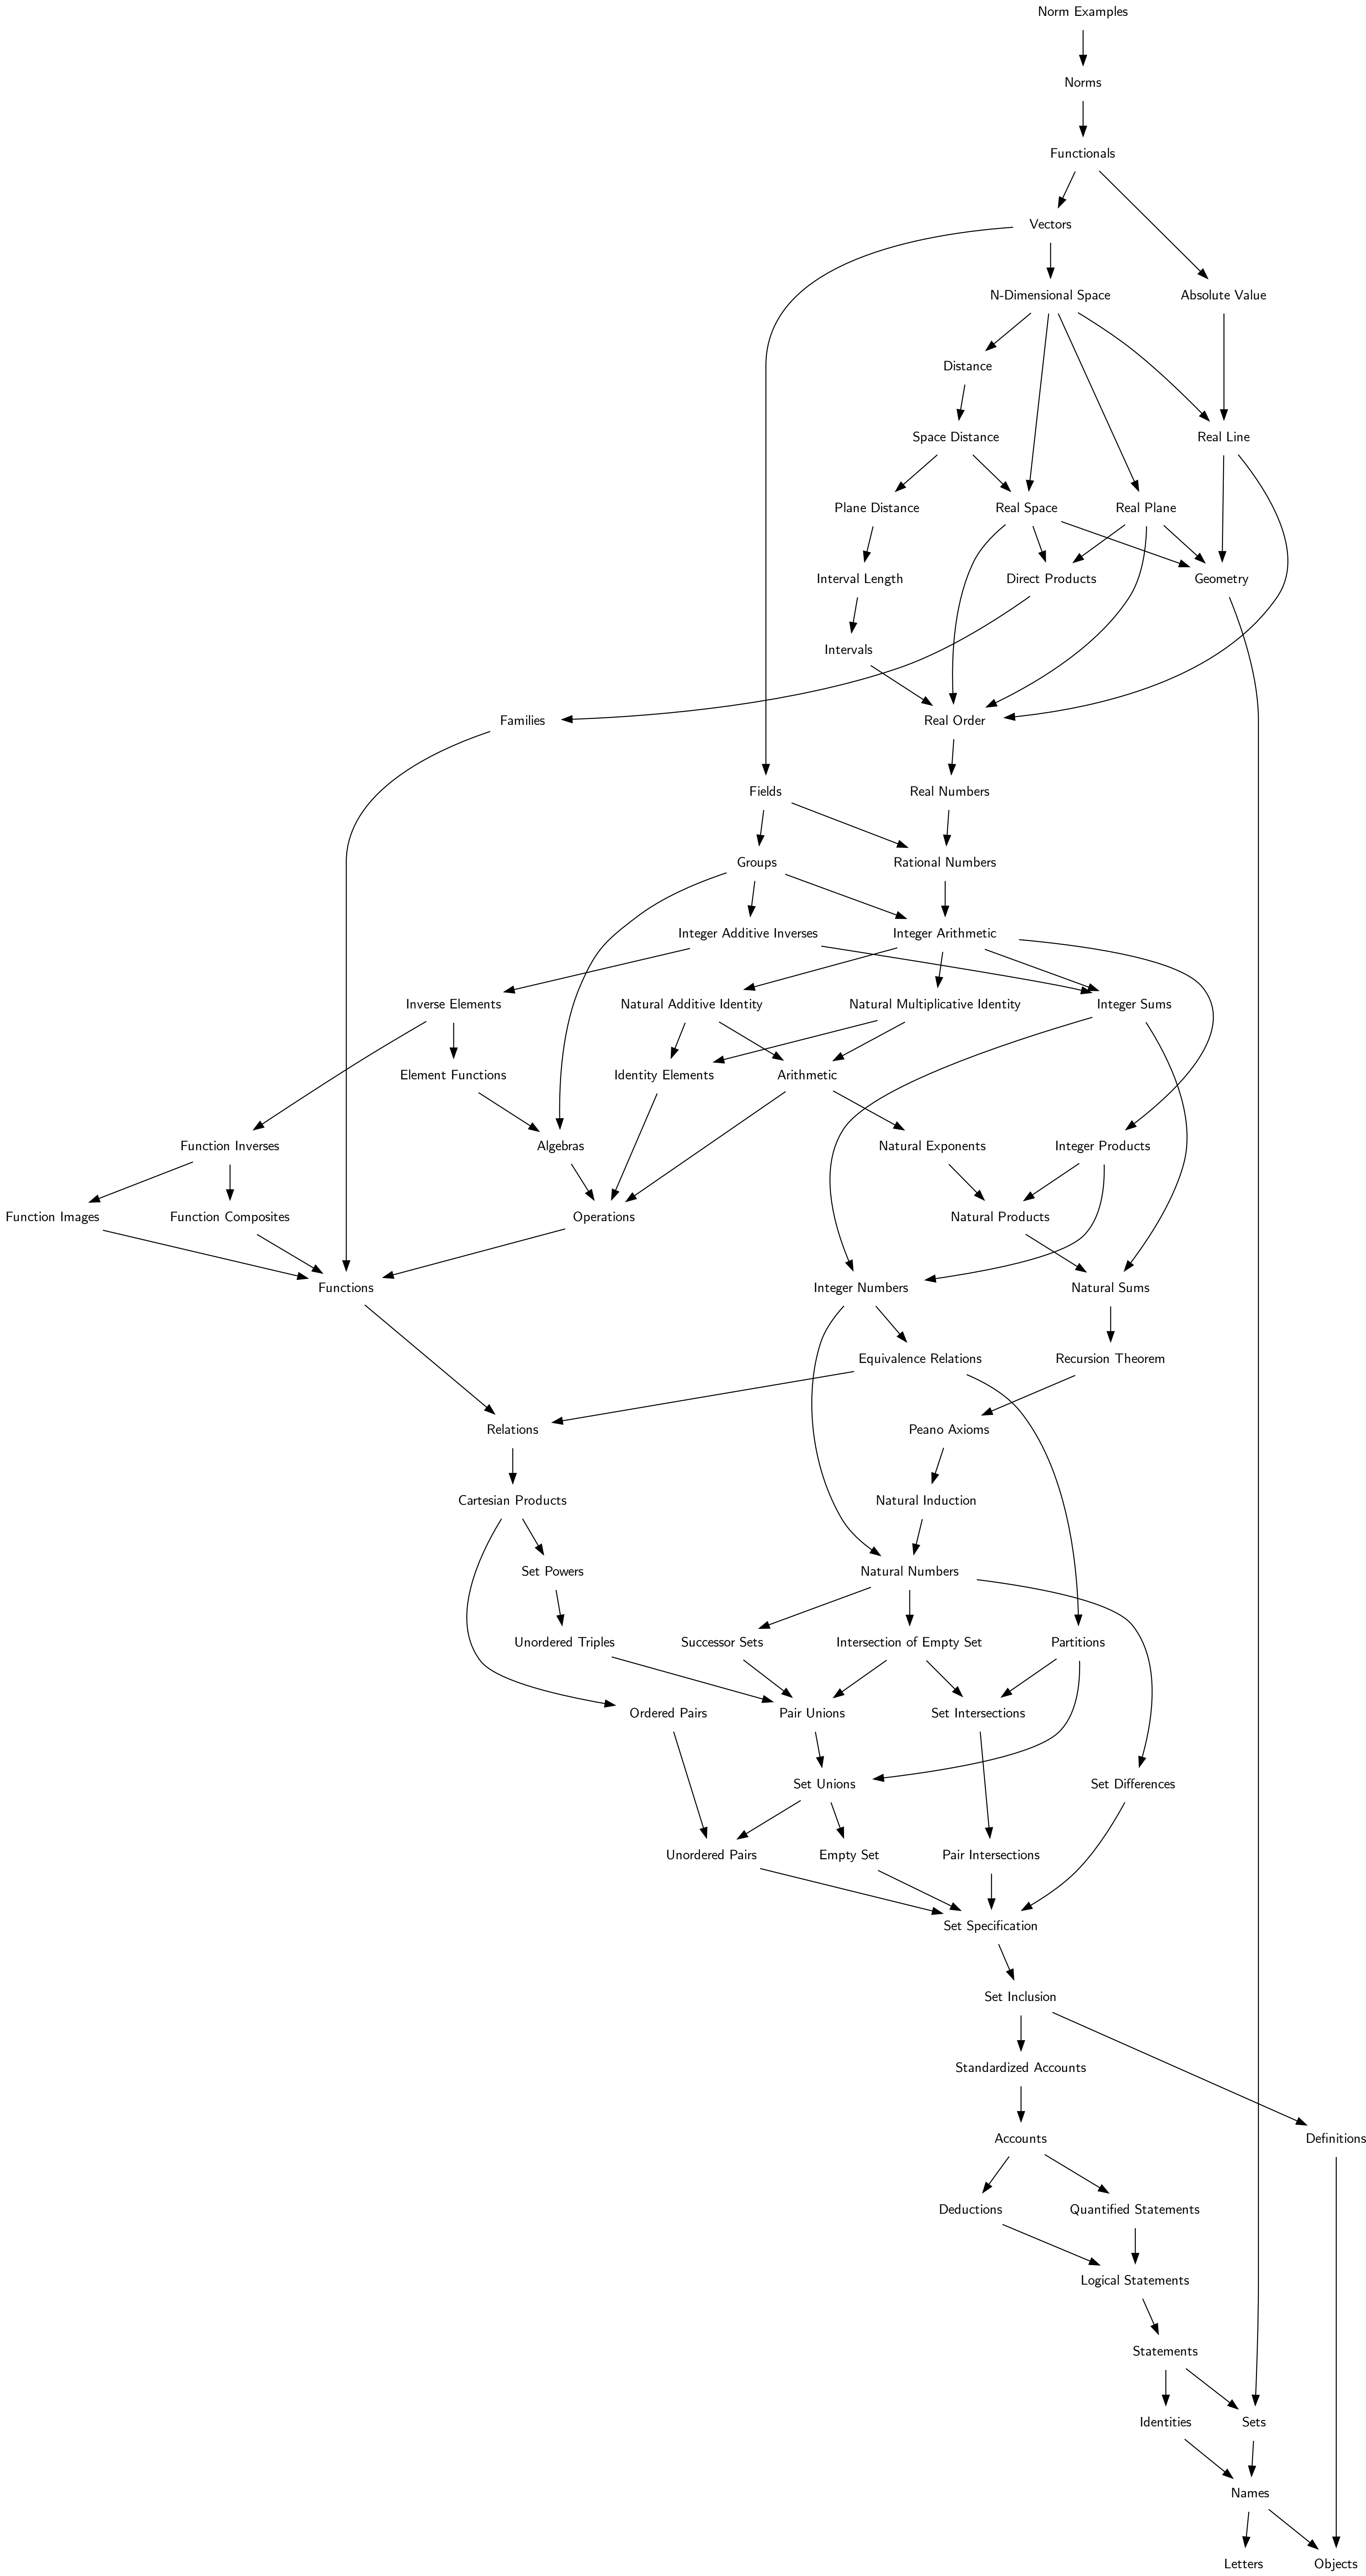 Norm Examples
Norms
Functionals
Vectors
N-Dimensional Space
Absolute Value
Distance
Space Distance
Real Line
Plane Distance
Real Space
Real Plane
Interval Length
Direct Products
Geometry
Intervals
Families
Real Order
Fields
Real Numbers
Groups
Rational Numbers
Integer Additive Inverses
Integer Arithmetic
Inverse Elements
Natural Additive Identity
Natural Multiplicative Identity
Integer Sums
Element Functions
Identity Elements
Arithmetic
Function Inverses
Algebras
Natural Exponents
Integer Products
Function Images
Function Composites
Operations
Natural Products
Functions
Integer Numbers
Natural Sums
Equivalence Relations
Recursion Theorem
Relations
Peano Axioms
Cartesian Products
Natural Induction
Set Powers
Natural Numbers
Unordered Triples
Successor Sets
Intersection of Empty Set
Partitions
Ordered Pairs
Pair Unions
Set Intersections
Set Unions
Set Differences
Unordered Pairs
Empty Set
Pair Intersections
Set Specification
Set Inclusion
Standardized Accounts
Accounts
Definitions
Deductions
Quantified Statements
Logical Statements
Statements
Identities
Sets
Names
Letters
Objects